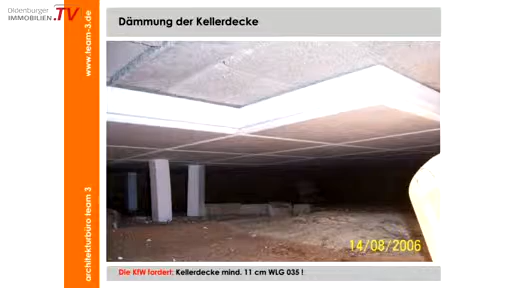 Oldenburger
IMMOBILIEN.TV
www.team-3.de
architekturbüro team 3
Dämmung der Kellerdecke
14/08/2006
Die KfW fordert: Kellerdecke mind. 11 cm WLG 035 !